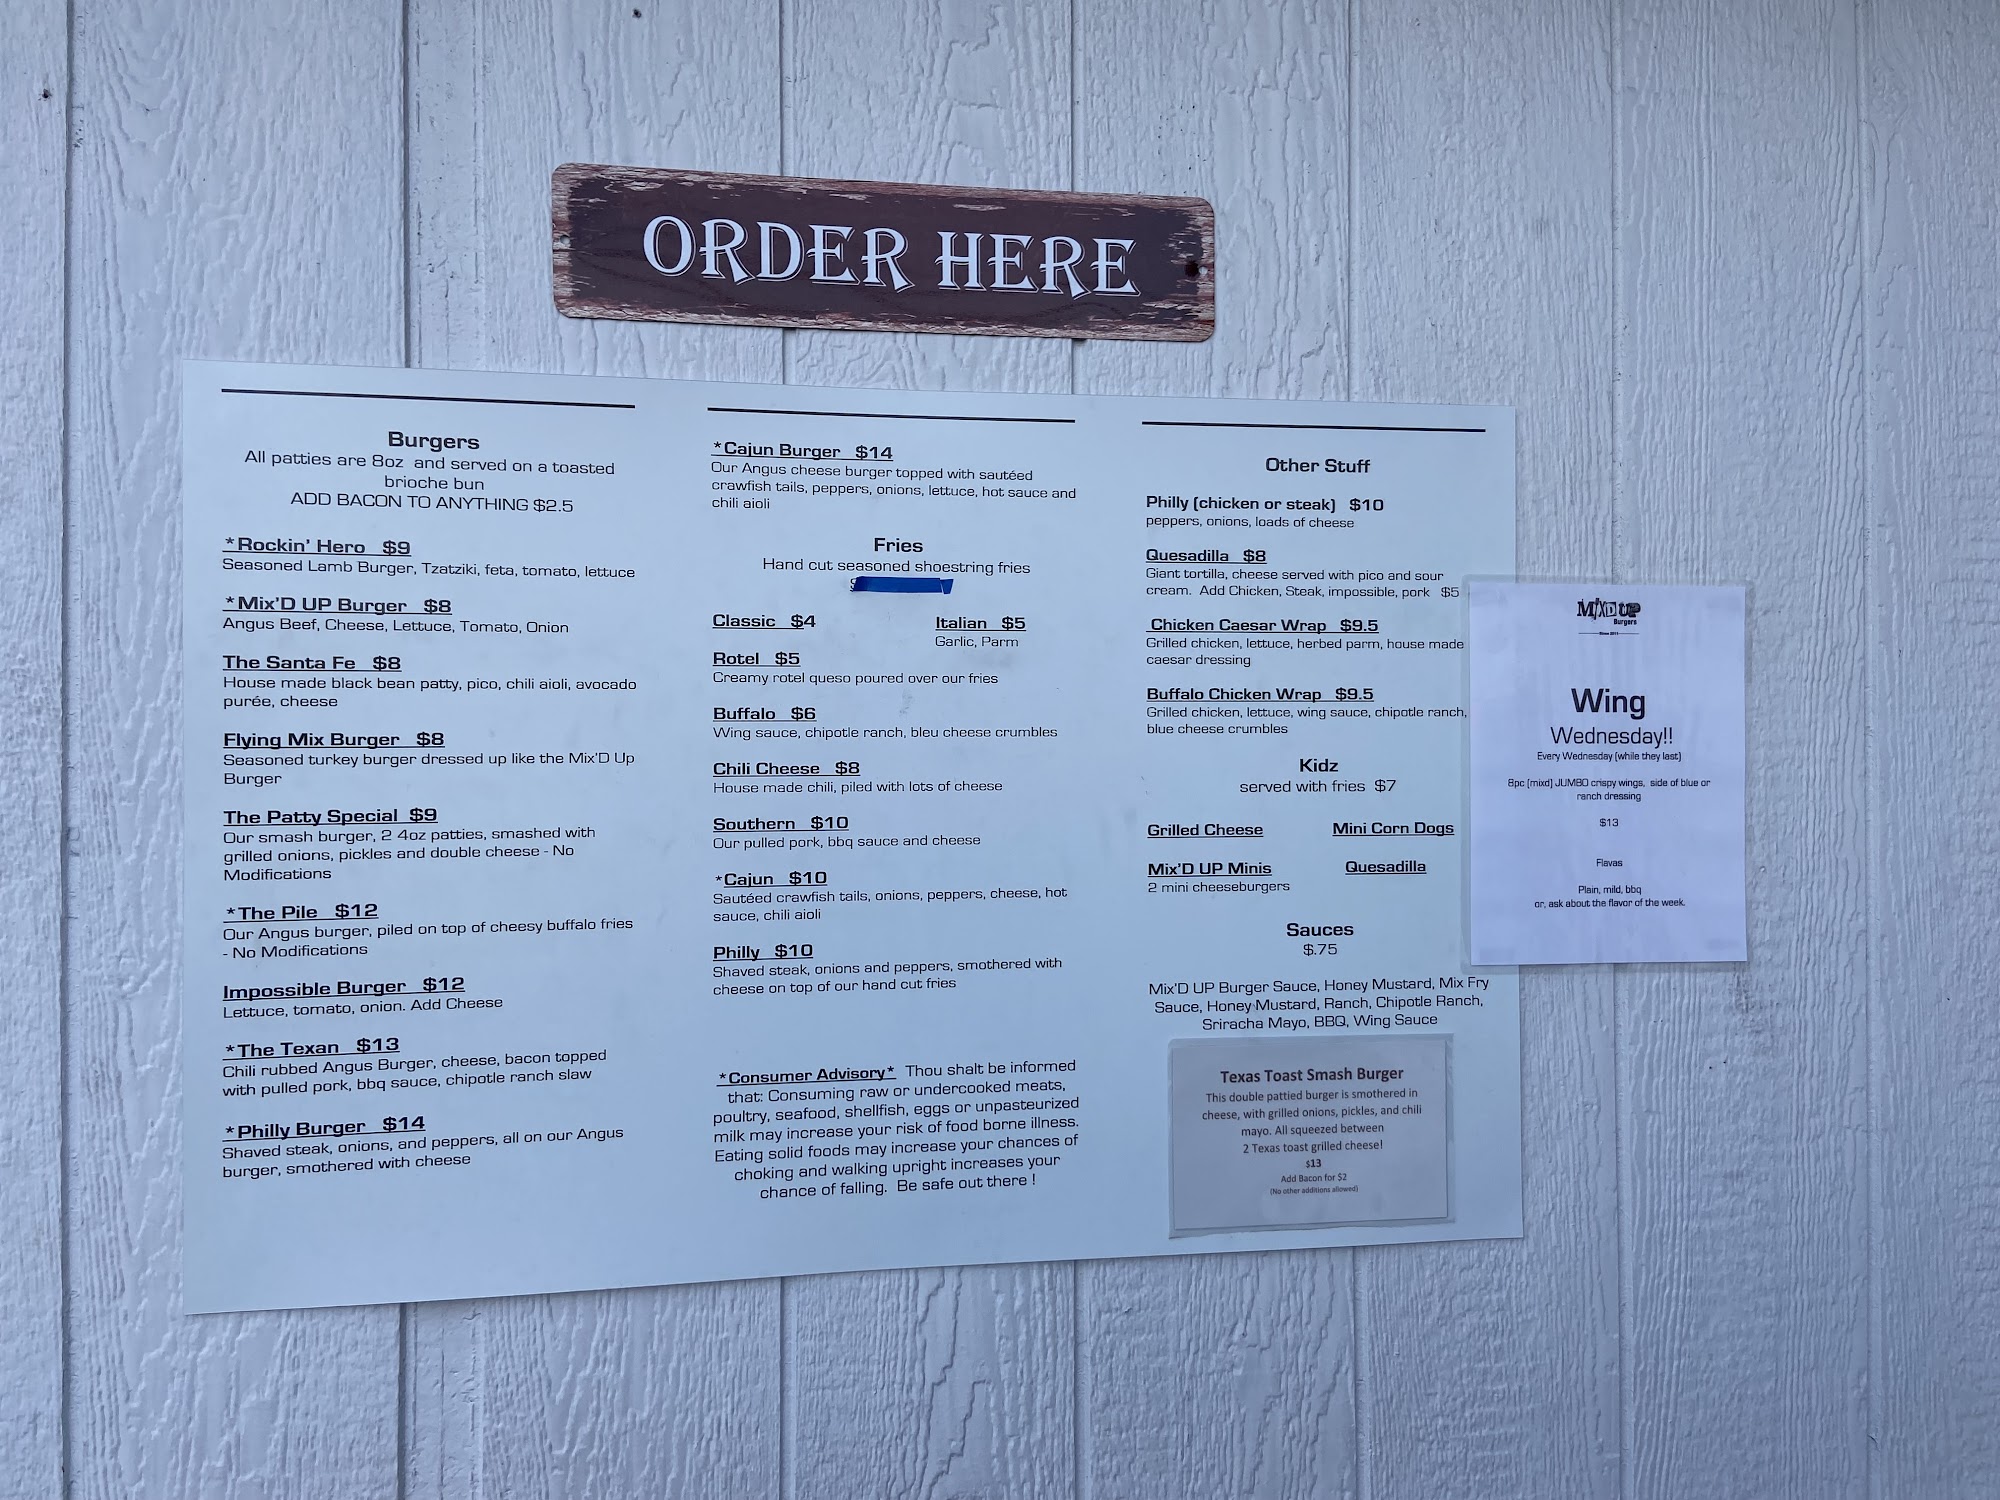 ORDER HERE
Burgers
All patties are 8oz and served on a toasted
brioche bun
ADD BACON TO ANYTHING $2.5
*Rockin' Hero $9
Seasoned Lamb Burger, Tzatziki, feta, tomato, lettuce
*Mix'D UP Burger $8
Angus Beef, Cheese, Lettuce, Tomato, Onion
The Santa Fe $8
House made black bean patty, pico, chili aioli, avocado
purée, cheese
Flying Mix Burger $8
Seasoned turkey burger dressed up like the Mix'D Up
Burger
The Patty Special $9
Our smash burger, 2 4oz patties, smashed with
grilled onions, pickles and double cheese - No
Modifications
*The Pile $12
Our Angus burger, piled on top of cheesy buffalo fries
- No Modifications
Impossible Burger $12
Lettuce, tomato, onion. Add Cheese
*The Texan $13
Chili rubbed Angus Burger, cheese, bacon topped
with pulled pork, bbq sauce, chipotle ranch slaw
*Philly Burger $14
Shaved steak, onions, and peppers, all on our Angus
burger, smothered with cheese
*Cajun Burger $14
Our Angus cheese burger topped with sautéed
crawfish tails, peppers, onions, lettuce, hot sauce and
chili aioli
Fries
Hand cut seasoned shoestring fries
Classic $4
Italian $5
Garlic, Parm
Rotel $5
Creamy rotel queso poured over our fries
Buffalo $6
Wing sauce, chipotle ranch, bleu cheese crumbles
Chili Cheese $8
House made chili, piled with lots of cheese
Southern $10
Our pulled pork, bbq sauce and cheese
*Cajun $10
Sautéed crawfish tails, onions, peppers, cheese, hot
sauce, chili aioli
Philly $10
Shaved steak, onions and peppers, smothered with
cheese on top of our hand cut fries
*Consumer Advisory* Thou shalt be informed
that: Consuming raw or undercooked meats,
poultry, seafood, shellfish, eggs or unpasteurized
milk may increase your risk of food borne illness.
Eating solid foods may increase your chances of
choking and walking upright increases your
chance of falling. Be safe out there !
Other Stuff
Philly (chicken or steak) $10
peppers, onions, loads of cheese
Quesadilla $8
Giant tortilla, cheese served with pico and sour
cream. Add Chicken, Steak, impossible, pork $5
Chicken Caesar Wrap $9.5
Grilled chicken, lettuce, herbed parm, house made
caesar dressing
Buffalo Chicken Wrap $9.5
Grilled chicken, lettuce, wing sauce, chipotle ranch,
blue cheese crumbles
Kidz
served with fries $7
Grilled Cheese
Mini Corn Dogs
Mix'D UP Minis
2 mini cheeseburgers
Quesadilla
Sauces
$.75
Mix'D UP Burger Sauce, Honey Mustard, Mix Fry
Sauce, Honey Mustard, Ranch, Chipotle Ranch,
Sriracha Mayo, BBQ, Wing Sauce
Texas Toast Smash Burger
This double pattied burger is smothered in
cheese, with grilled onions, pickles, and chili
mayo. All squeezed between
2 Texas toast grilled cheese!
$13
Add Bacon for $2
(No other additions allowed)
MIXD UP
Burgers
Since 2011
Wing
Wednesday!!
Every Wednesday (while they last)
8pc (mixd) JUMBO crispy wings, side of blue or
ranch dressing
$13
Flavas
Plain, mild, bbq
or, ask about the flavor of the week.